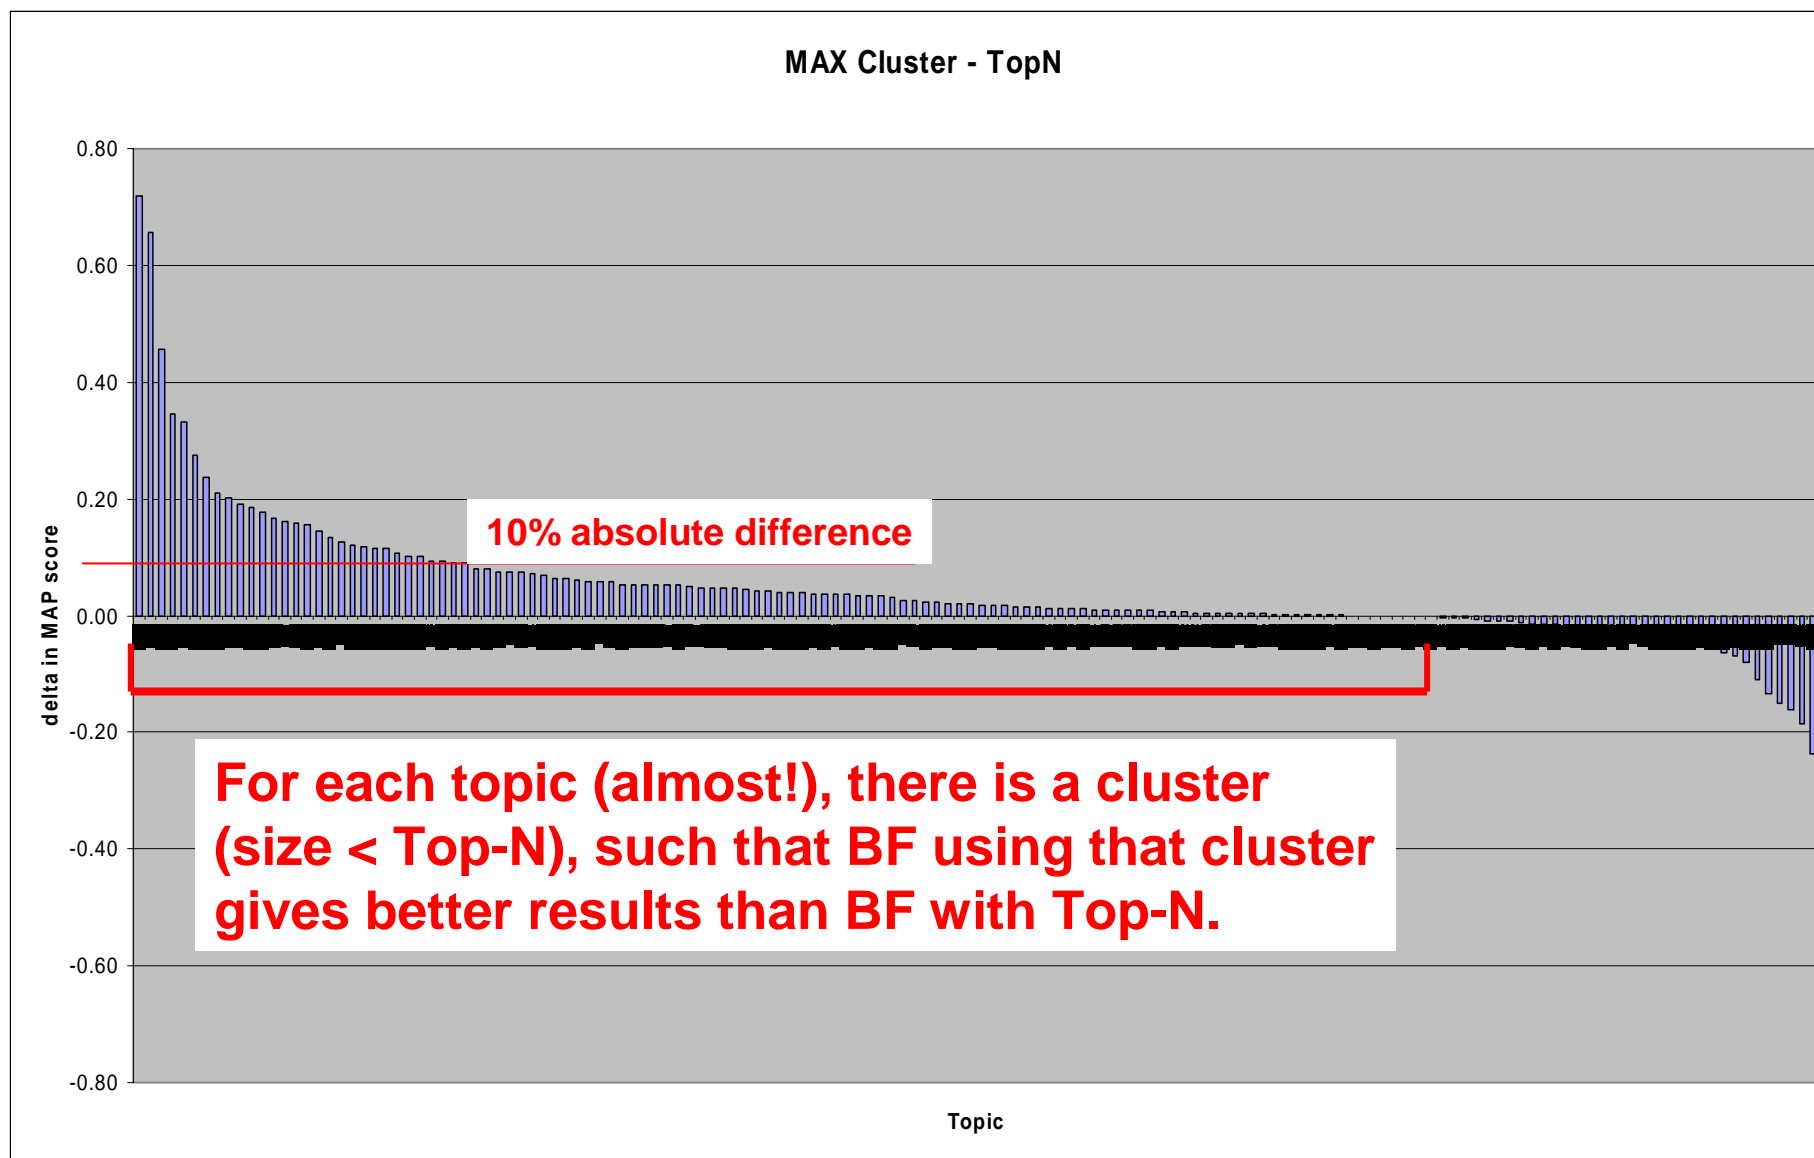 MAX Cluster - TopN
0.80
0.60
0.40
0.20
0.00
-0.20
-0.40
-0.60
-0.80
delta in MAP score
10% absolute difference
For each topic (almost!), there is a cluster
(size < Top-N), such that BF using that cluster
gives better results than BF with Top-N.
Topic